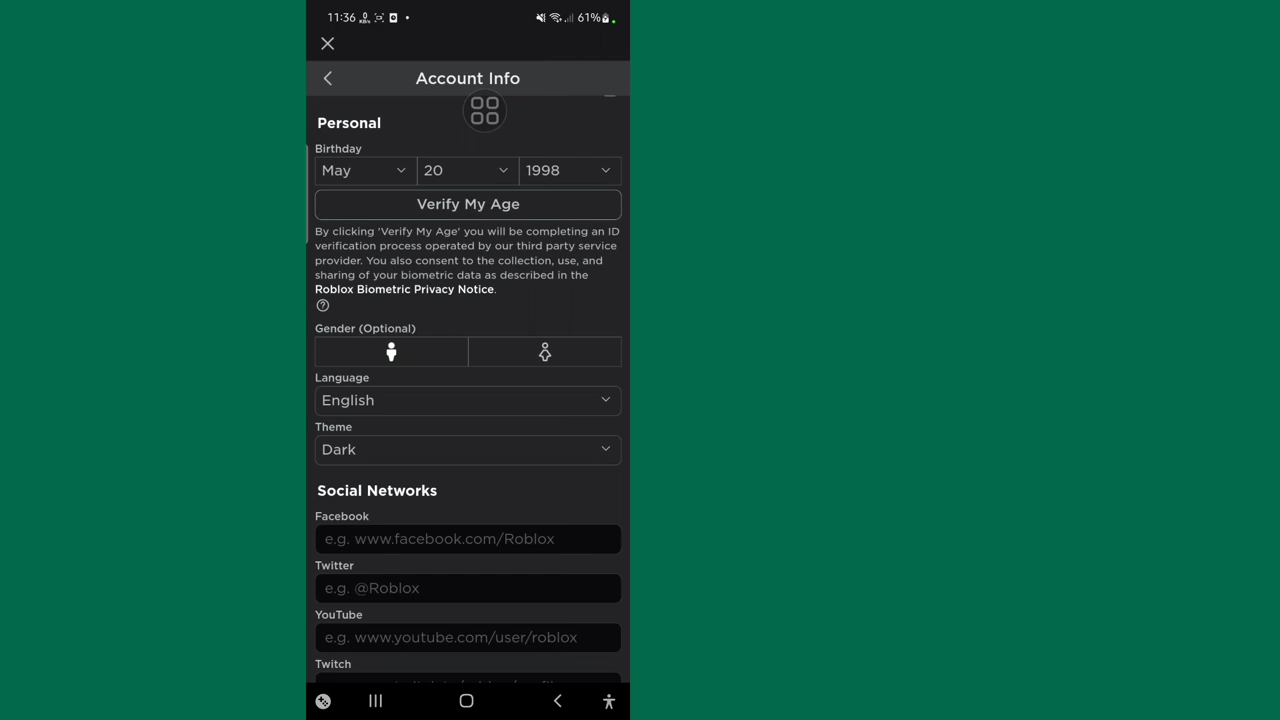 11:36
61%
Account Info
Personal
Birthday
May 20 1998
Verify My Age
By clicking 'Verify My Age' you will be completing an ID
verification process operated by our third party service
provider. You also consent to the collection, use, and
sharing of your biometric data as described in the
Roblox Biometric Privacy Notice.
Gender (Optional)
Language
English
Theme
Dark
Social Networks
Facebook
e.g. www.facebook.com/Roblox
Twitter
e.g. @Roblox
YouTube
e.g. www.youtube.com/user/roblox
Twitch